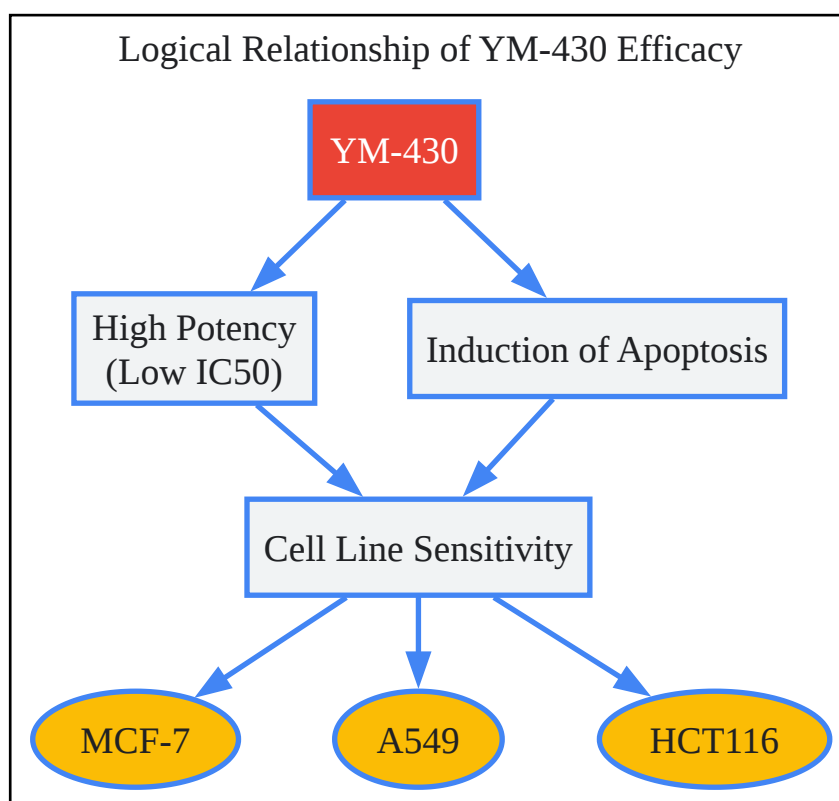 Logical Relationship of YM-430 Efficacy
YM-430
High Potency
(Low IC50)
Induction of Apoptosis
Cell Line Sensitivity
MCF-7
A549
HCT116